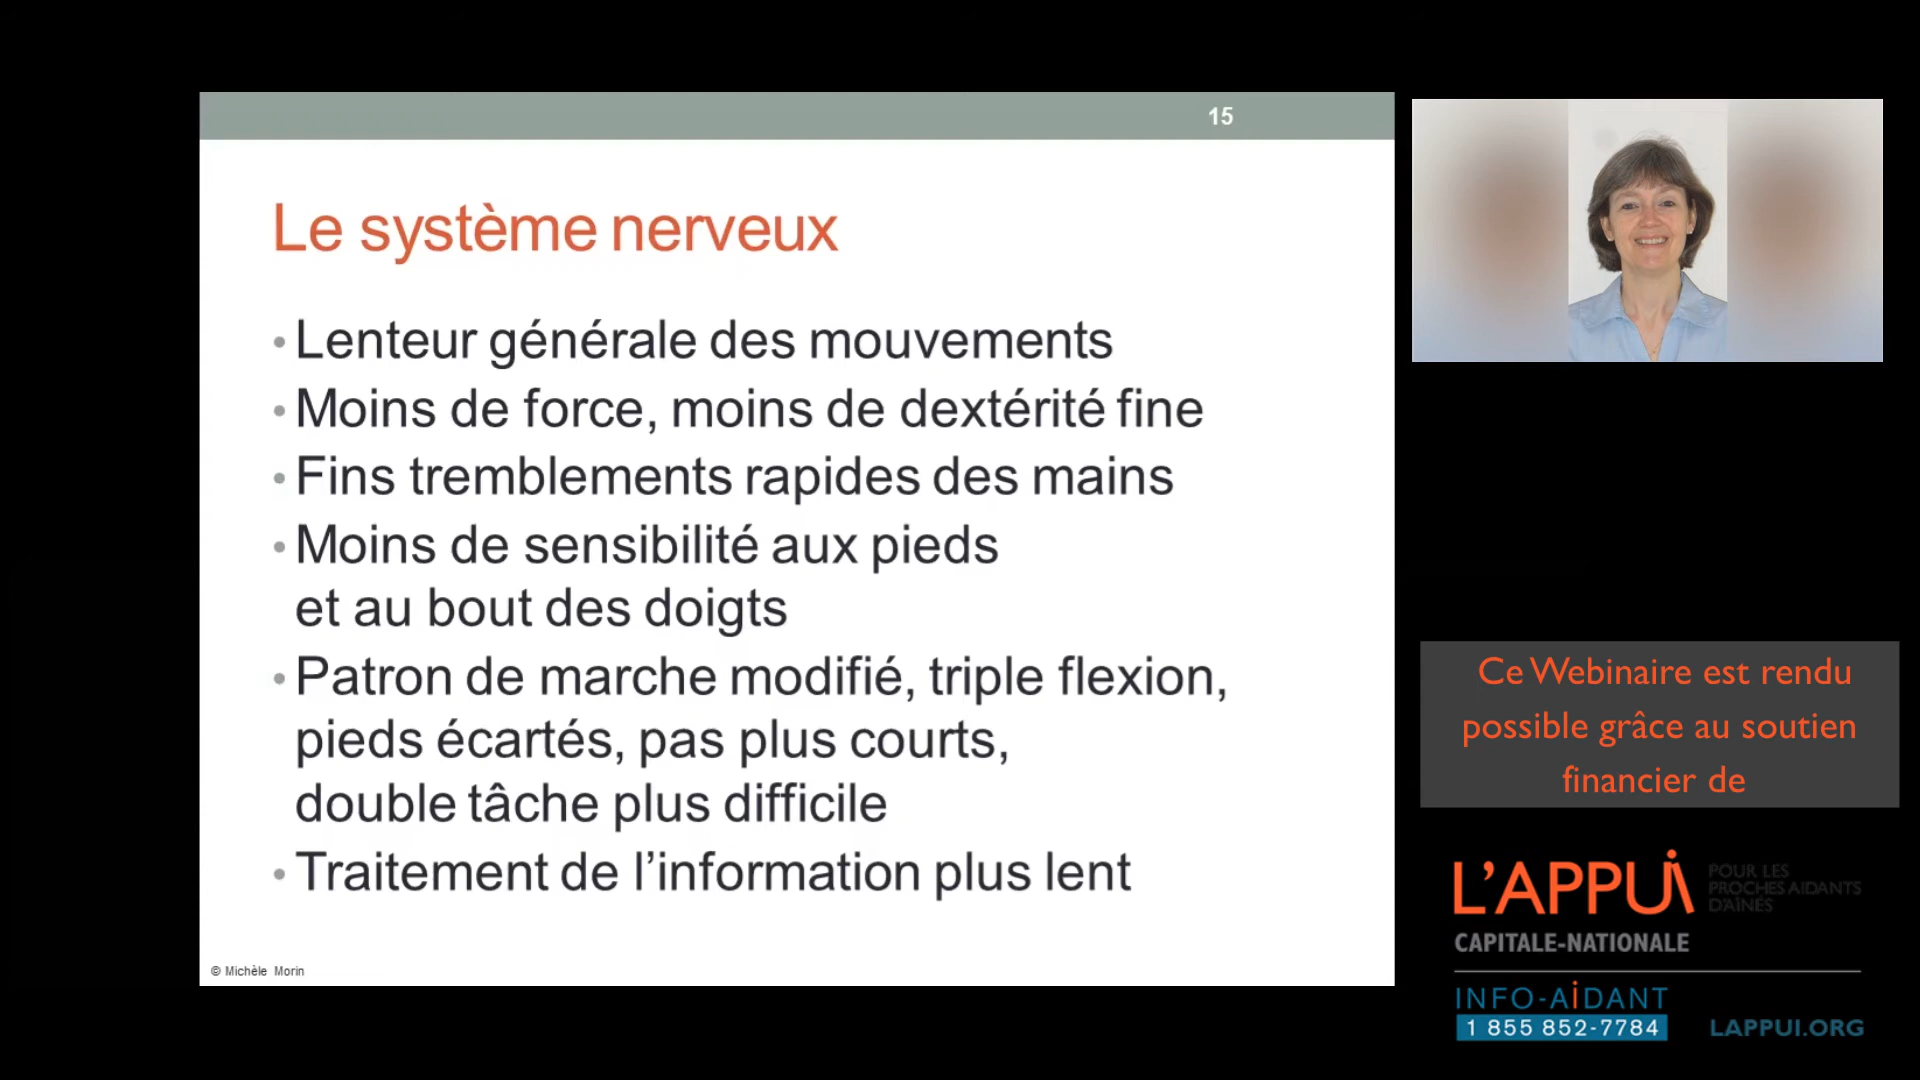 15
Le système nerveux
• Lenteur générale des mouvements
• Moins de force, moins de dextérité fine
• Fins tremblements rapides des mains
• Moins de sensibilité aux pieds
et au bout des doigts
• Patron de marche modifié, triple flexion,
pieds écartés, pas plus courts,
double tâche plus difficile
• Traitement de l'information plus lent
© Michèle Morin
Ce Webinaire est rendu
possible grâce au soutien
financier de
L'APPUI
POUR LES
PROCHES AIDANTS
D'AÎNÉS
CAPITALE-NATIONALE
INFO-AiDANT
1 855 852-7784
LAPPUI.ORG